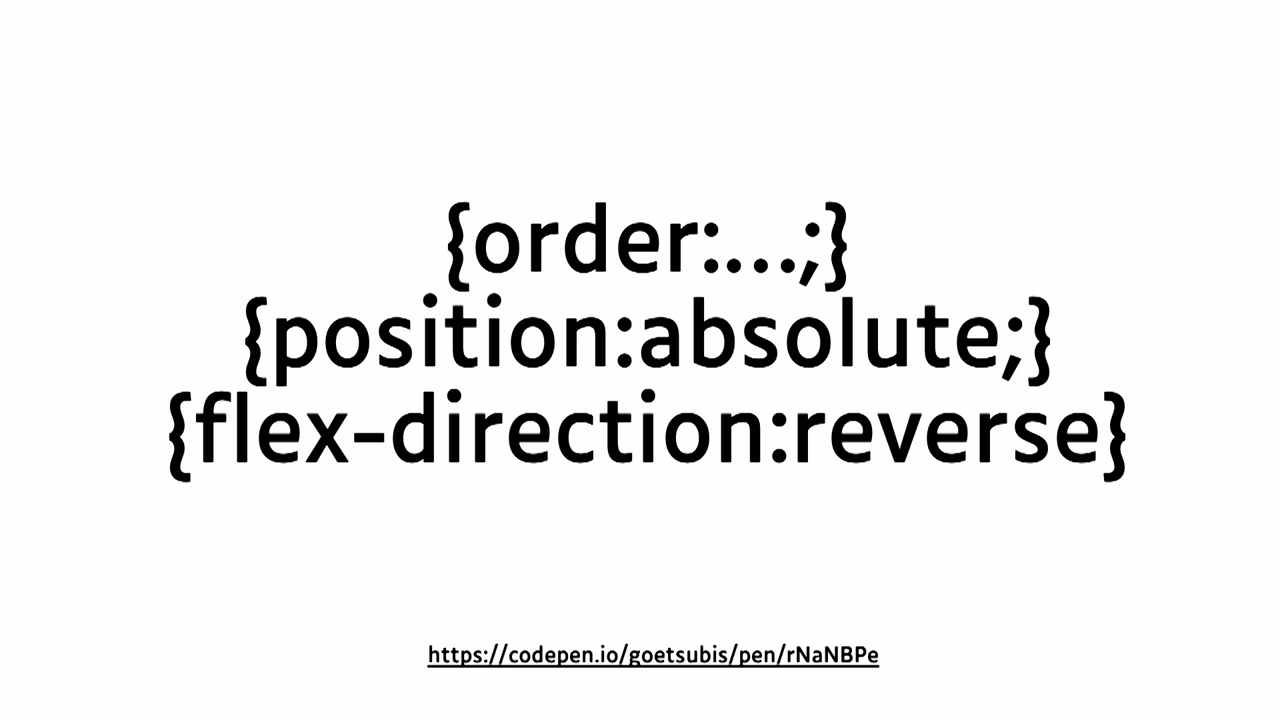 {order:...;}
{position:absolute;}
{flex-direction:reverse}
https://codepen.io/goetsubis/pen/rNaNBPe